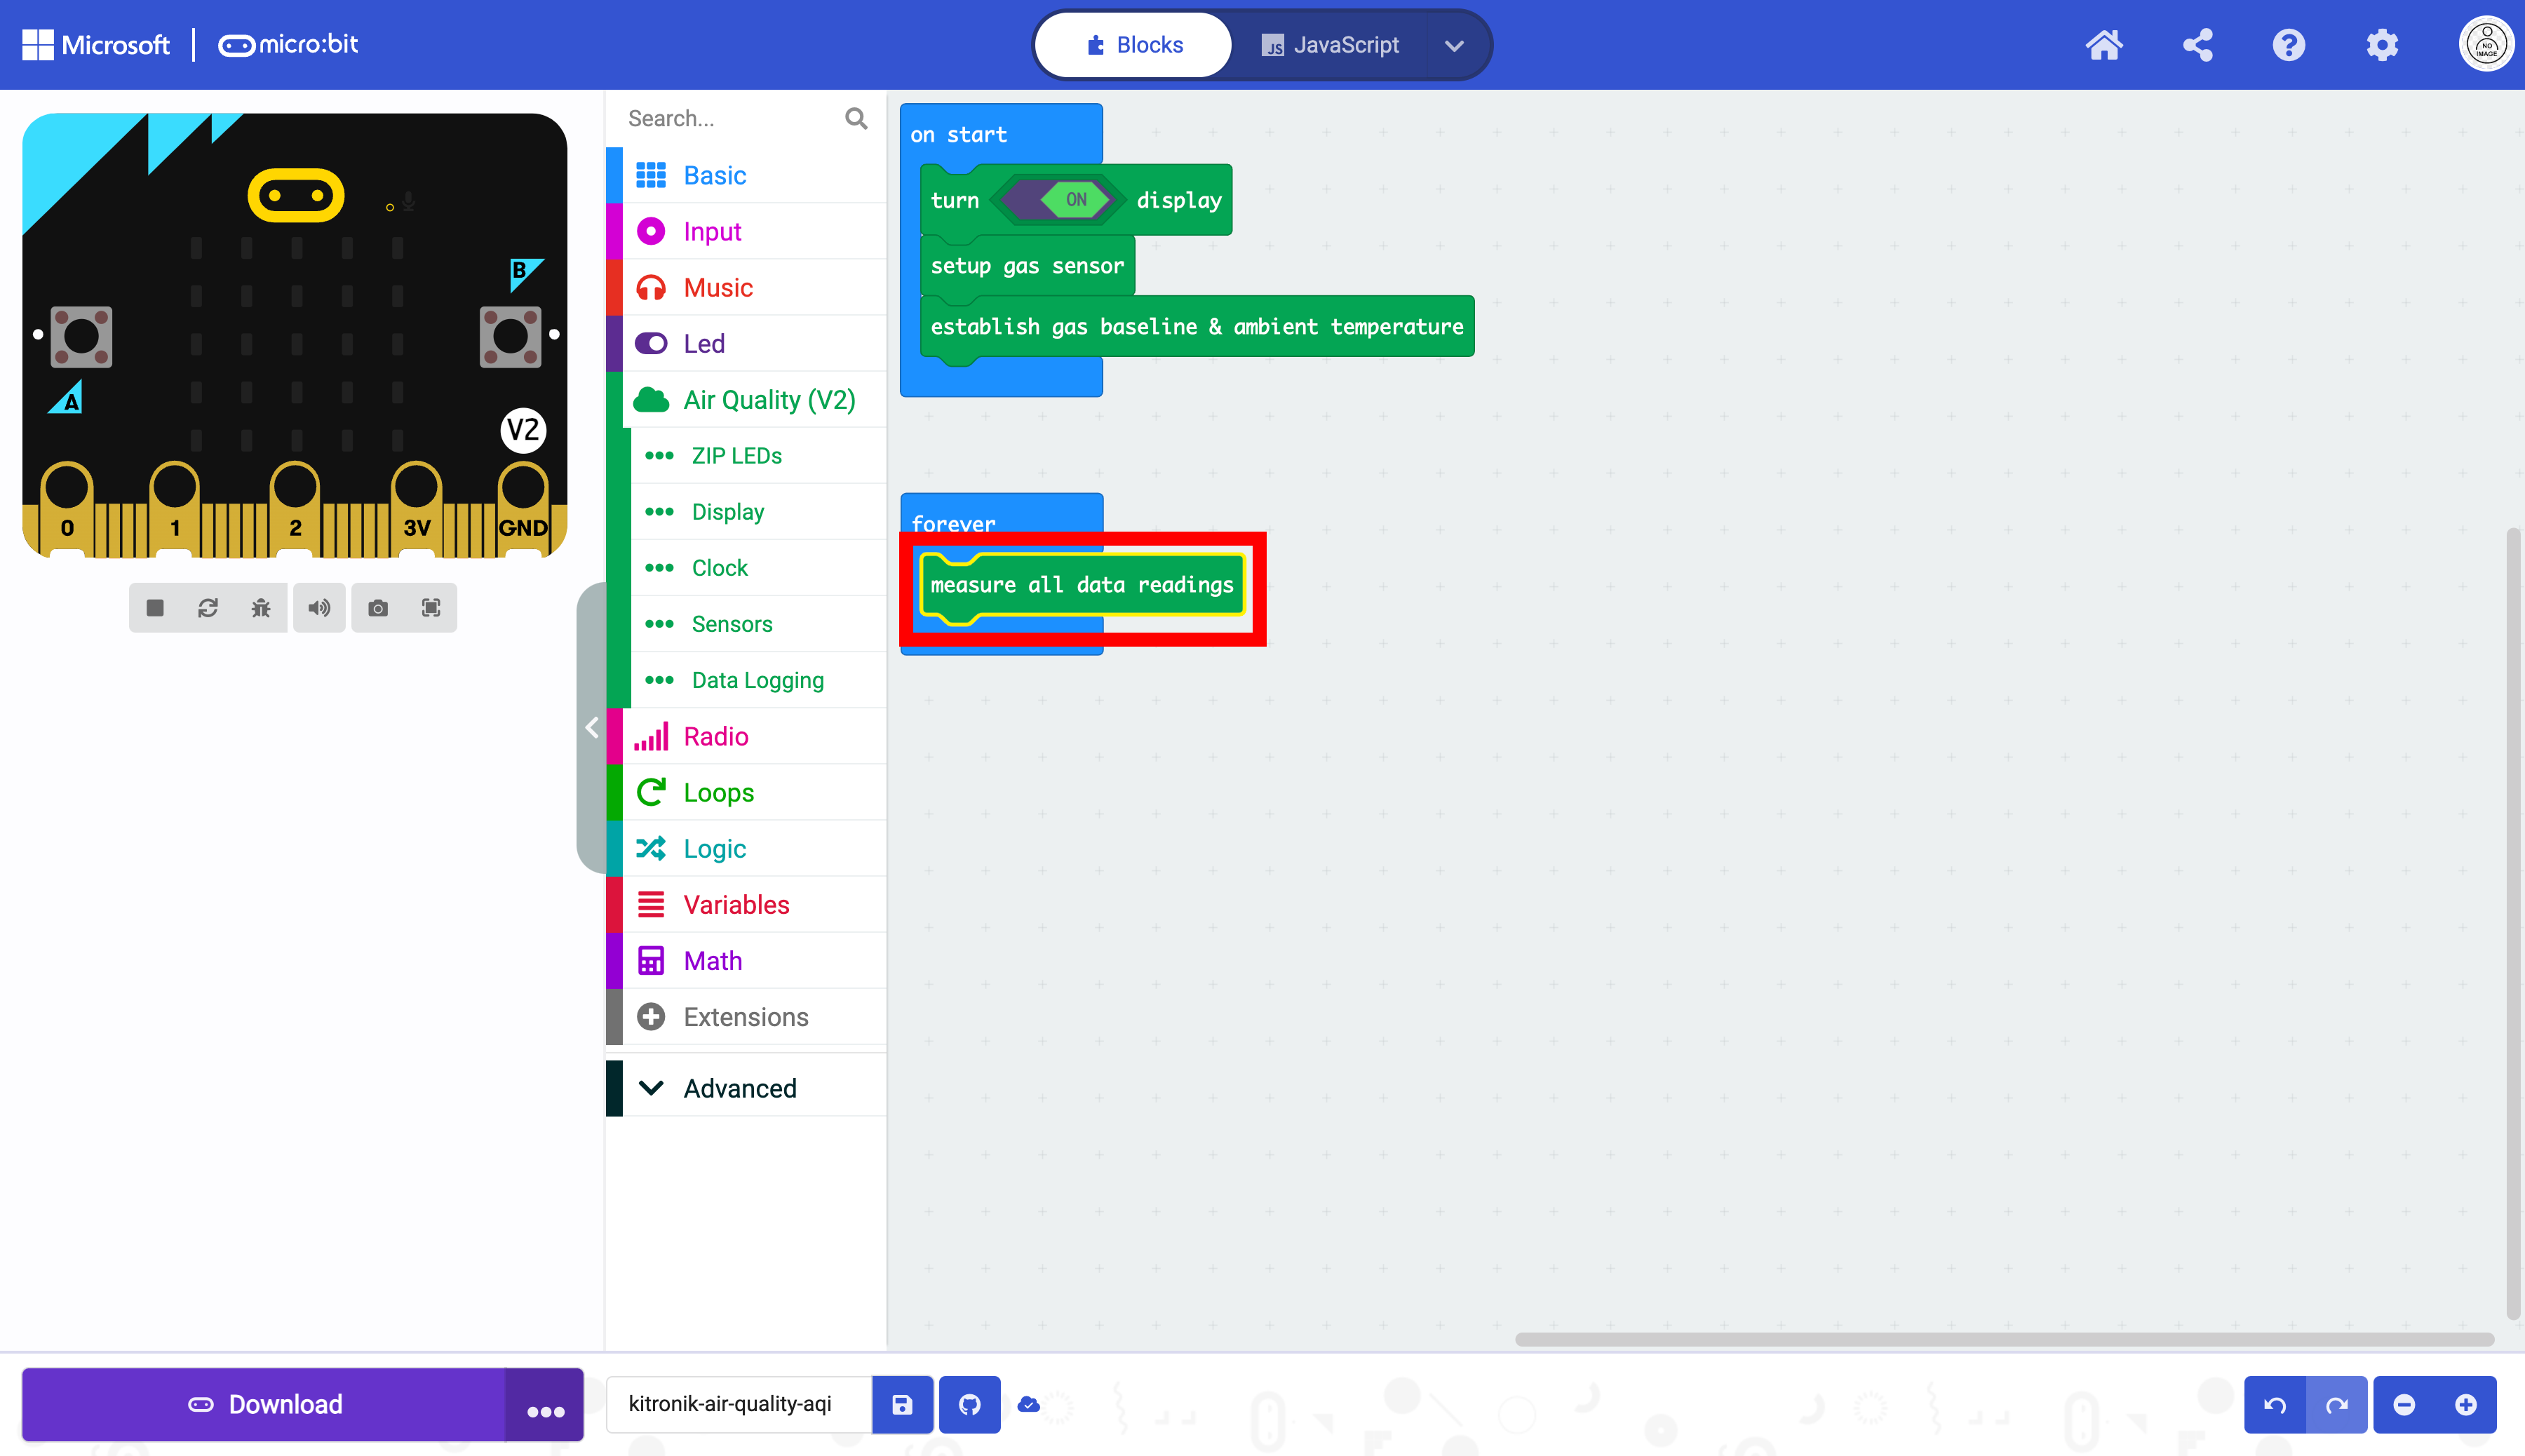 Microsoft
micro:bit
Blocks
JavaScript
NO IMAGE
Search...
Basic
Input
Music
Led
Air Quality (V2)
ZIP LEDs
Display
Clock
Sensors
Data Logging
Radio
Loops
Logic
Variables
Math
Extensions
Advanced
B
A
V2
0
1
2
3V
GND
on start
turn ON display
setup gas sensor
establish gas baseline & ambient temperature
forever
measure all data readings
Download
kitronik-air-quality-aqi